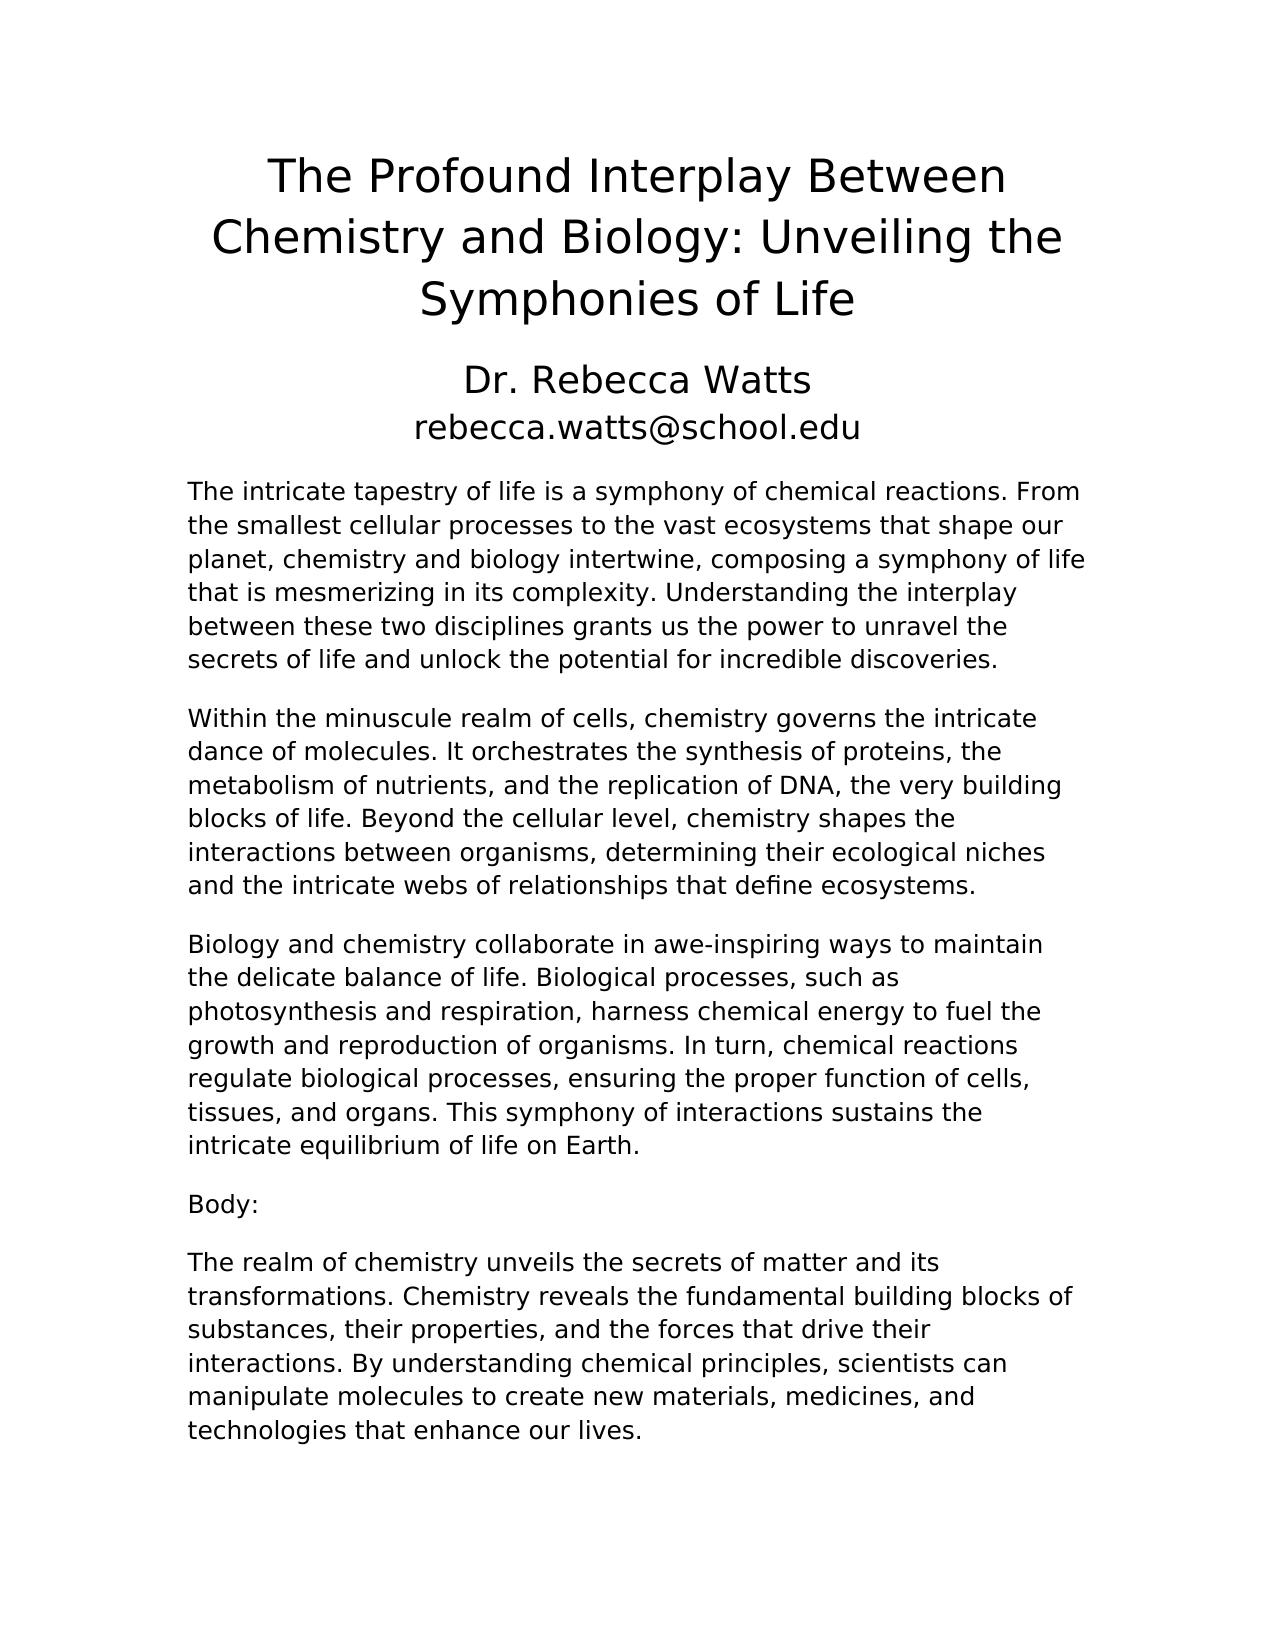 The Profound Interplay Between
Chemistry and Biology: Unveiling the
Symphonies of Life
Dr. Rebecca Watts
rebecca.watts@school.edu
The intricate tapestry of life is a symphony of chemical reactions. From
the smallest cellular processes to the vast ecosystems that shape our
planet, chemistry and biology intertwine, composing a symphony of life
that is mesmerizing in its complexity. Understanding the interplay
between these two disciplines grants us the power to unravel the
secrets of life and unlock the potential for incredible discoveries.
Within the minuscule realm of cells, chemistry governs the intricate
dance of molecules. It orchestrates the synthesis of proteins, the
metabolism of nutrients, and the replication of DNA, the very building
blocks of life. Beyond the cellular level, chemistry shapes the
interactions between organisms, determining their ecological niches
and the intricate webs of relationships that define ecosystems.
Biology and chemistry collaborate in awe-inspiring ways to maintain
the delicate balance of life. Biological processes, such as
photosynthesis and respiration, harness chemical energy to fuel the
growth and reproduction of organisms. In turn, chemical reactions
regulate biological processes, ensuring the proper function of cells,
tissues, and organs. This symphony of interactions sustains the
intricate equilibrium of life on Earth.
Body:
The realm of chemistry unveils the secrets of matter and its
transformations. Chemistry reveals the fundamental building blocks of
substances, their properties, and the forces that drive their
interactions. By understanding chemical principles, scientists can
manipulate molecules to create new materials, medicines, and
technologies that enhance our lives.